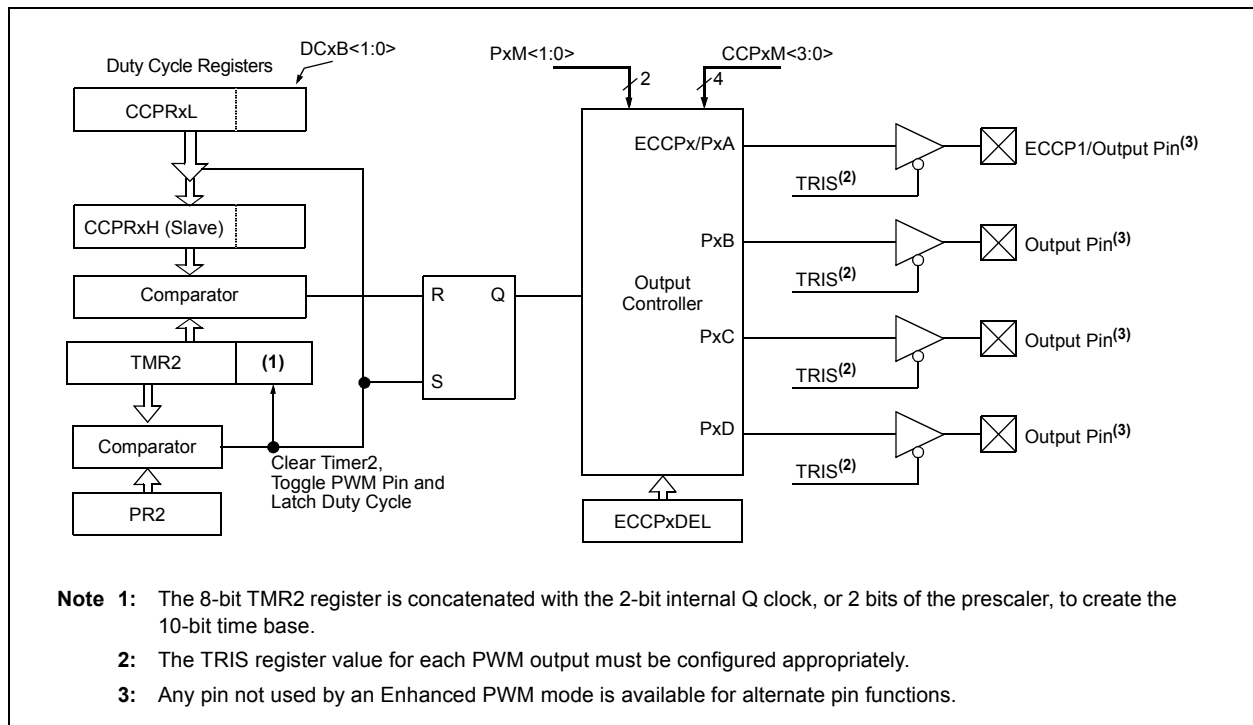 DCxB<1:0>
Duty Cycle Registers
CCPRxL
CCPRxH (Slave)
Comparator
TMR2
(1)
Comparator
PR2
Clear Timer2,
Toggle PWM Pin and
Latch Duty Cycle
R
Q
S
PxM<1:0>
2
CCPxM<3:0>
4
Output
Controller
ECCPx/PxA
TRIS(2)
ECCP1/Output Pin(3)
PxB
TRIS(2)
Output Pin(3)
PxC
TRIS(2)
Output Pin(3)
PxD
TRIS(2)
Output Pin(3)
ECCPxDEL
Note 1: The 8-bit TMR2 register is concatenated with the 2-bit internal Q clock, or 2 bits of the prescaler, to create the
10-bit time base.
2: The TRIS register value for each PWM output must be configured appropriately.
3: Any pin not used by an Enhanced PWM mode is available for alternate pin functions.